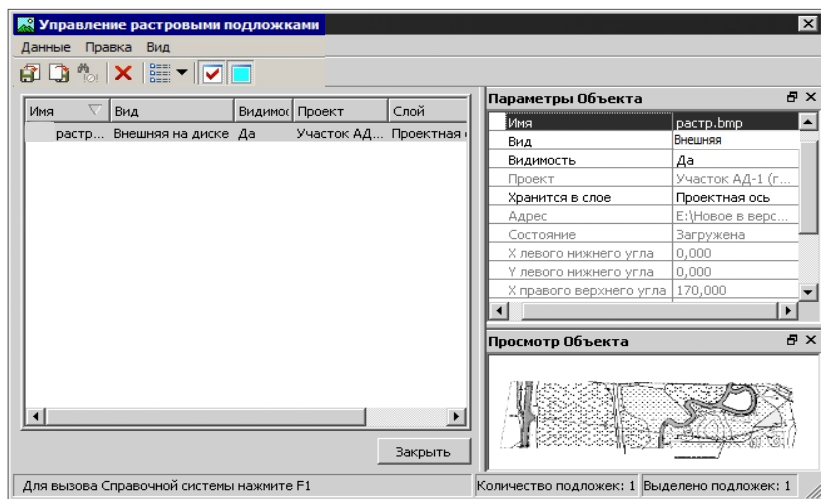 Управление растровыми подложками
Данные Правка Вид
Имя Вид Видимос Проект Слой
растр... Внешняя на диске Да Участок АД... Проектная
Закрыть
Параметры Объекта
Имя растр.bmp
Вид Внешняя
Видимость Да
Проект Участок АД-1 (г...
Хранится в слое Проектная ось
Адрес E:\Новое в верс...
Состояние Загружена
X левого нижнего угла 0,000
Y левого нижнего угла 0,000
X правого верхнего угла 170,000
Просмотр Объекта
Для вызова Справочной системы нажмите F1
Количество подложек: 1 Выделено подложек: 1